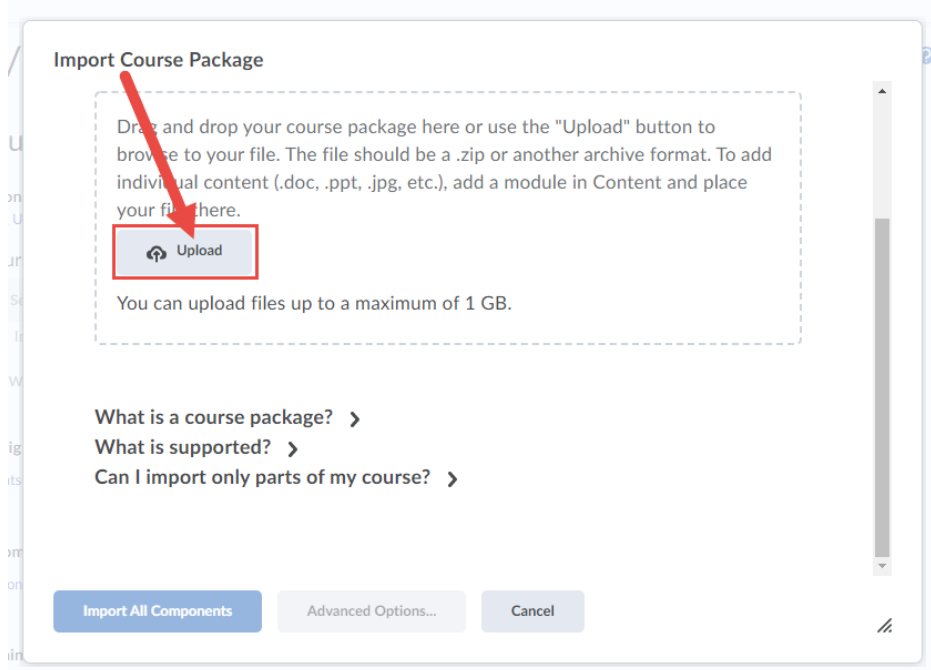 Import Course Package
Drag and drop your course package here or use the "Upload" button to
browse to your file. The file should be a .zip or another archive format. To add
individual content (.doc, .ppt, .jpg, etc.), add a module in Content and place
your file there.
Upload
You can upload files up to a maximum of 1 GB.
What is a course package?
What is supported?
Can I import only parts of my course?
Import All Components
Advanced Options...
Cancel